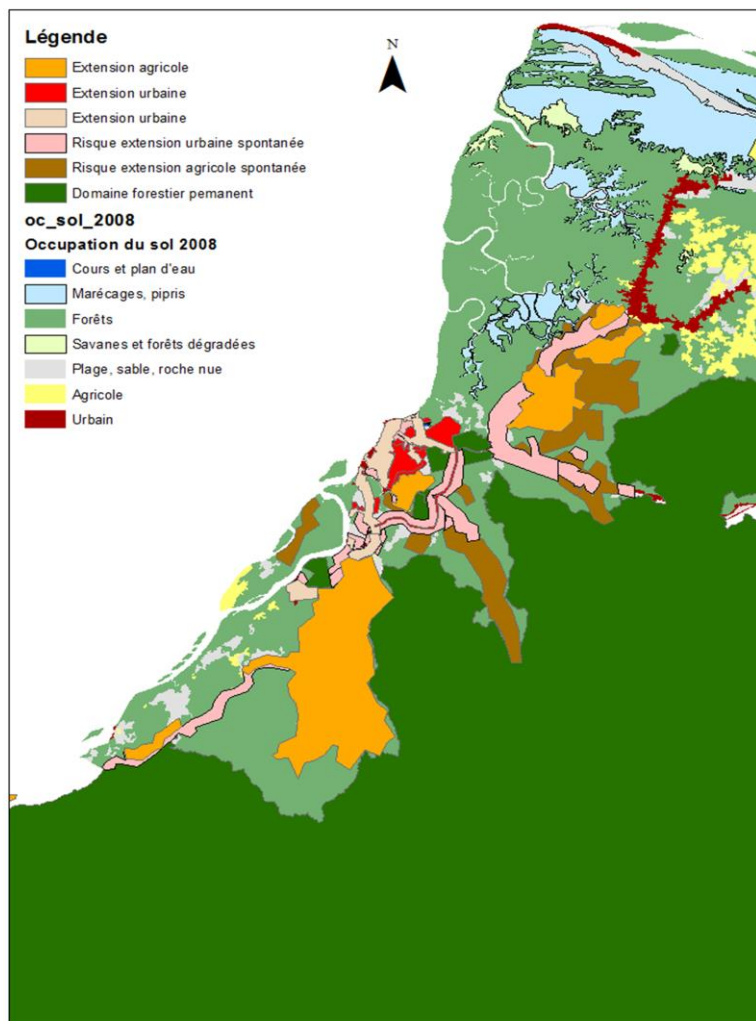 N
Légende
Extension agricole
Extension urbaine
Extension urbaine
Risque extension urbaine spontanée
Risque extension agricole spontanée
Domaine forestier pemanent
oc_sol_2008
Occupation du sol 2008
Cours et plan d'eau
Marécages, pipris
Forêts
Savanes et forêts dégradées
Plage, sable, roche nue
Agricole
Urbain